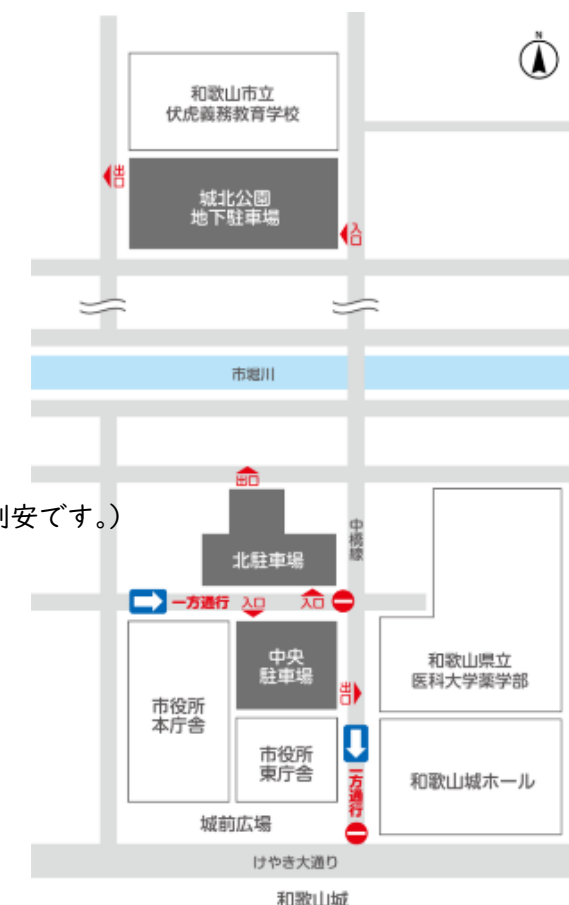 N
和歌山市立
伏虎義務教育学校
出口
城北公園
地下駐車場
入口
市堀川
出口
割安です。)
中橋線
北駐車場
一方通行
入口
入口
中央
駐車場
出口
市役所
本庁舎
和歌山県立
医科大学薬学部
市役所
東庁舎
一方通行
和歌山城ホール
城前広場
けやき大通り
和歌山城